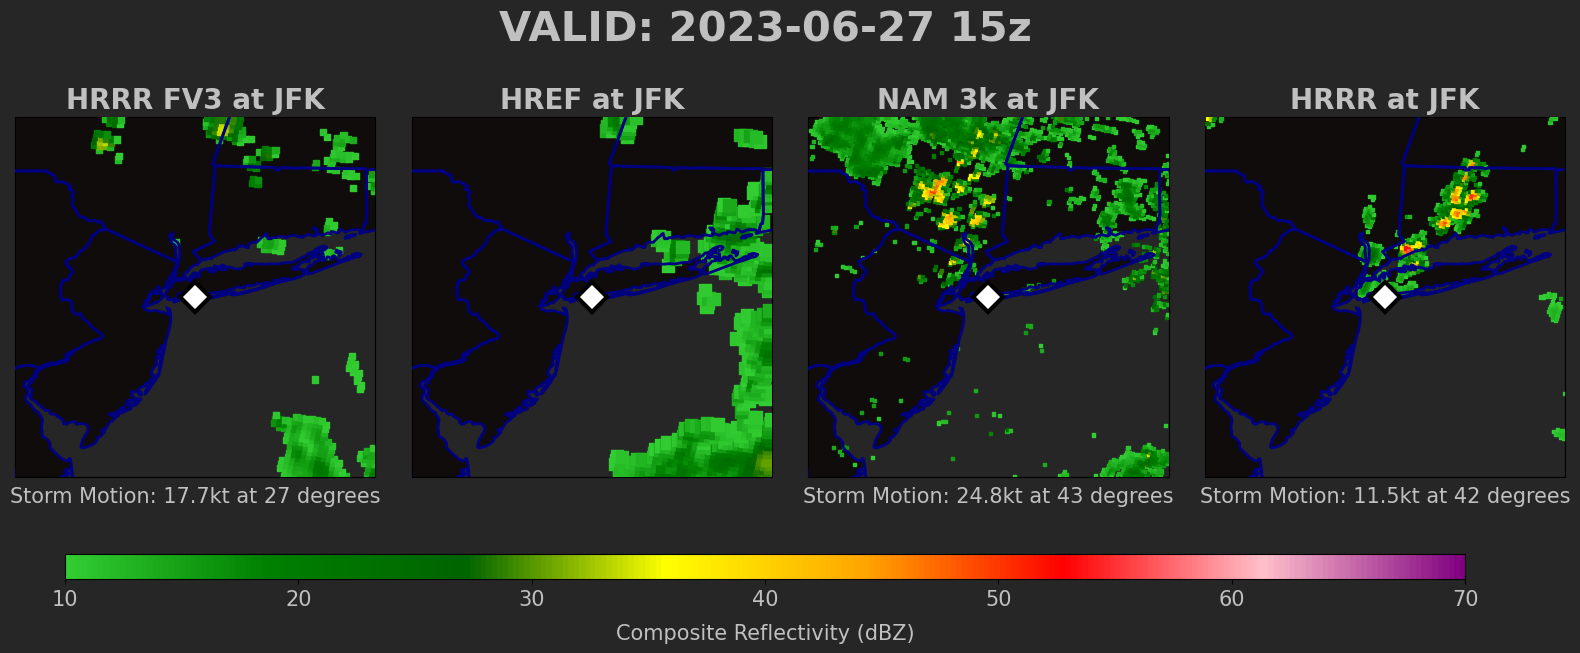 VALID: 2023-06-27 15z
HRRR FV3 at JFK
HREF at JFK
NAM 3k at JFK
HRRR at JFK
Storm Motion: 17.7kt at 27 degrees
Storm Motion: 24.8kt at 43 degrees
Storm Motion: 11.5kt at 42 degrees
10 20 30 40 50 60 70
Composite Reflectivity (dBZ)